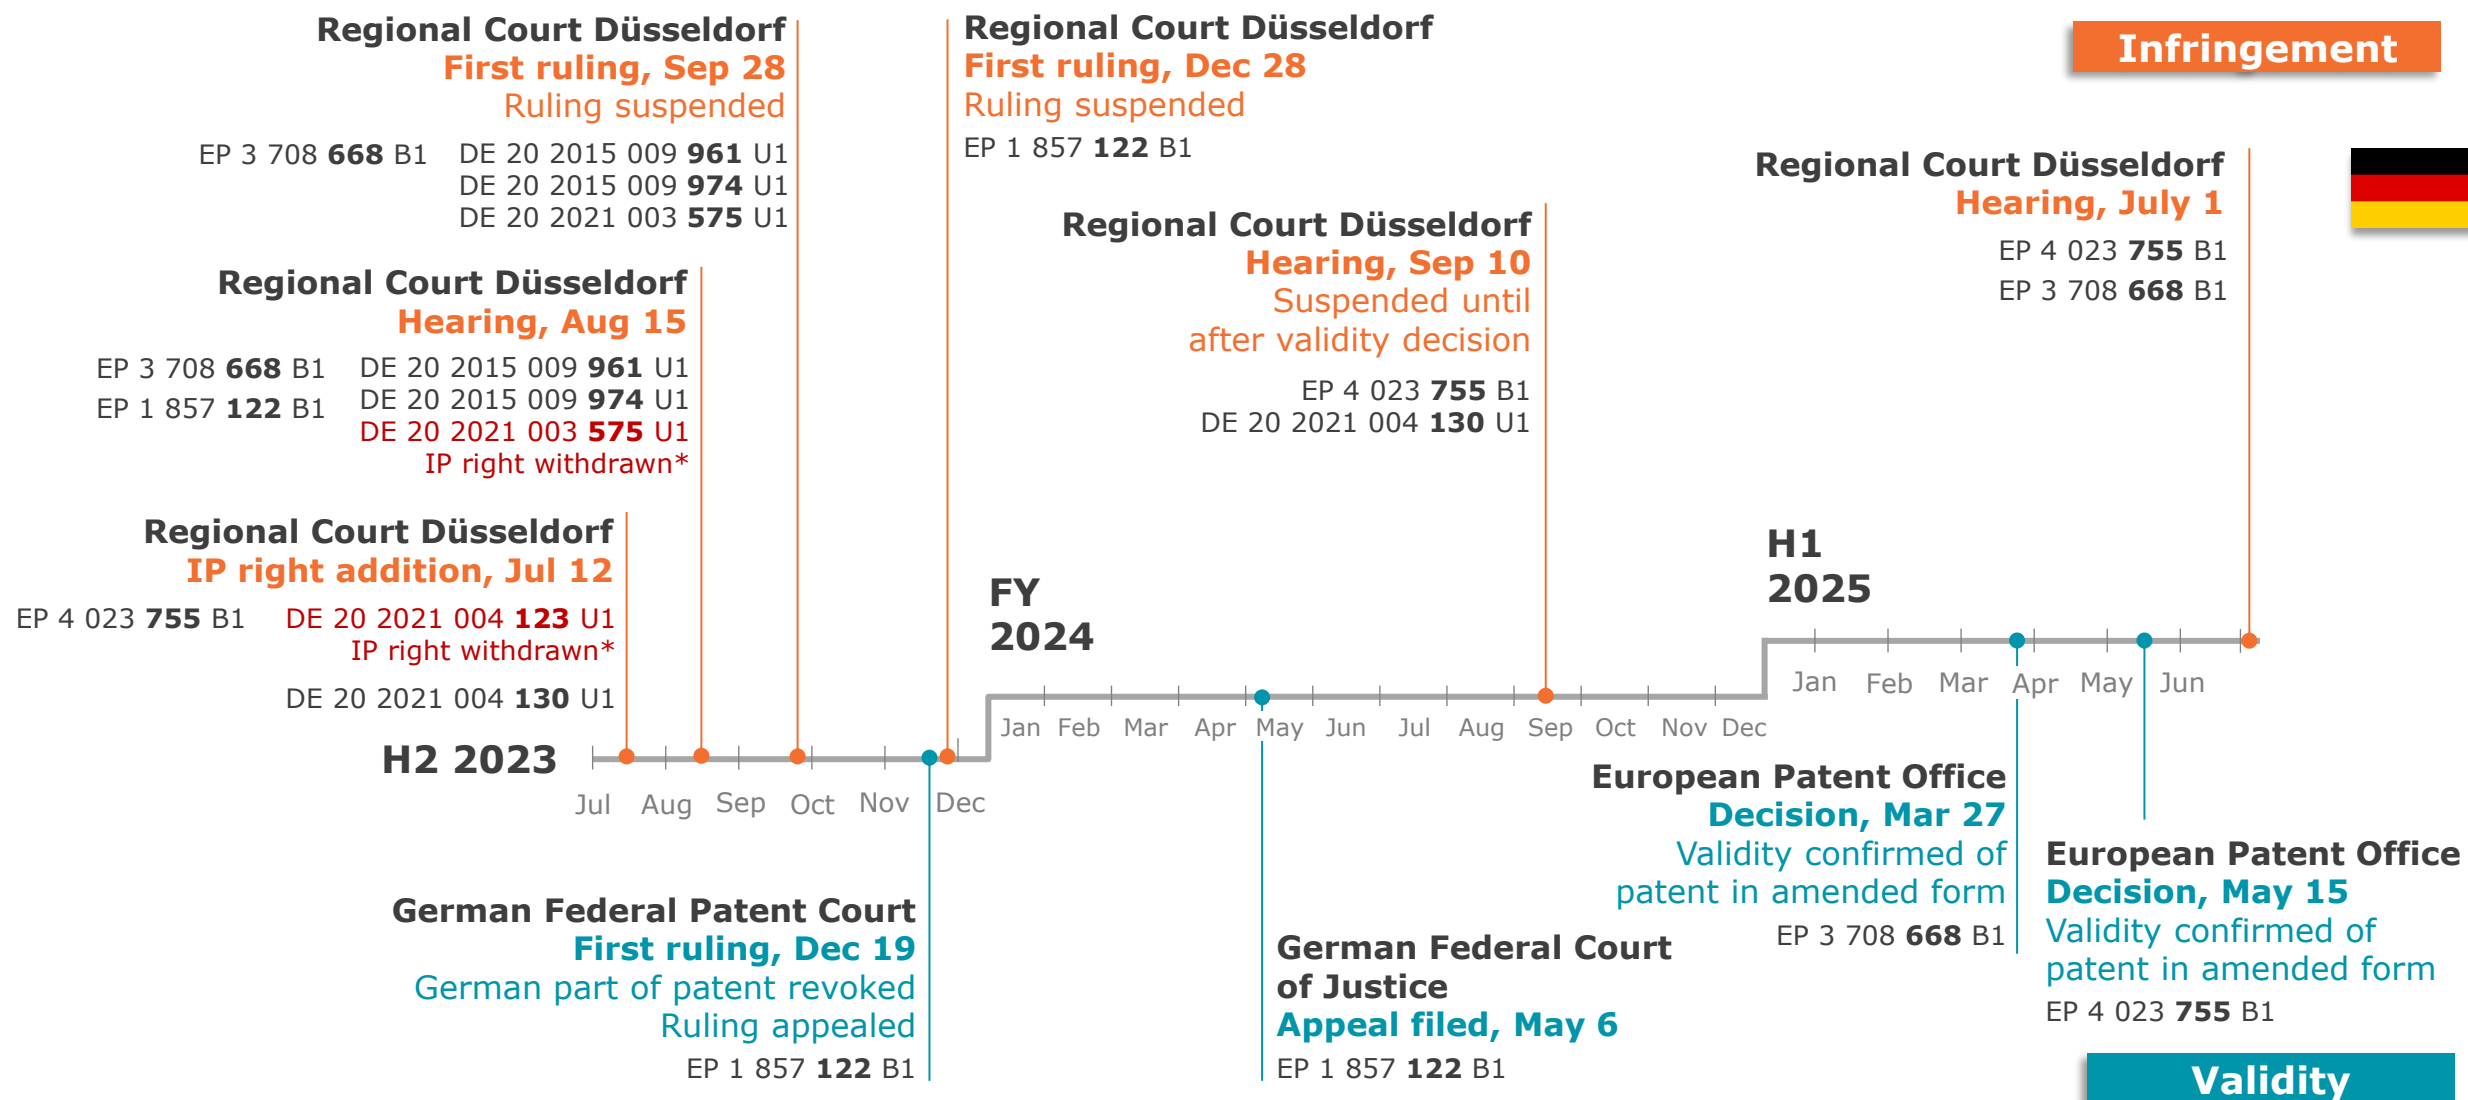 Regional Court Düsseldorf
First ruling, Sep 28
Ruling suspended
EP 3 708 668 B1 DE 20 2015 009 961 U1
DE 20 2015 009 974 U1
DE 20 2021 003 575 U1
Regional Court Düsseldorf
First ruling, Dec 28
Ruling suspended
EP 1 857 122 B1
Infringement
Regional Court Düsseldorf
Hearing, July 1
EP 4 023 755 B1
EP 3 708 668 B1
Regional Court Düsseldorf
Hearing, Sep 10
Suspended until
after validity decision
EP 4 023 755 B1
DE 20 2021 004 130 U1
Regional Court Düsseldorf
Hearing, Aug 15
EP 3 708 668 B1 DE 20 2015 009 961 U1
EP 1 857 122 B1 DE 20 2015 009 974 U1
DE 20 2021 003 575 U1
IP right withdrawn*
Regional Court Düsseldorf
IP right addition, Jul 12
EP 4 023 755 B1 DE 20 2021 004 123 U1
IP right withdrawn*
DE 20 2021 004 130 U1
H2 2023
Jul Aug Sep Oct Nov Dec
FY
2024
Jan Feb Mar Apr May Jun Jul Aug Sep Oct Nov Dec
H1
2025
Jan Feb Mar Apr May Jun
German Federal Patent Court
First ruling, Dec 19
German part of patent revoked
Ruling appealed
EP 1 857 122 B1
German Federal Court
of Justice
Appeal filed, May 6
EP 1 857 122 B1
European Patent Office
Decision, Mar 27
Validity confirmed of
patent in amended form
EP 3 708 668 B1
European Patent Office
Decision, May 15
Validity confirmed of
patent in amended form
EP 4 023 755 B1
Validity